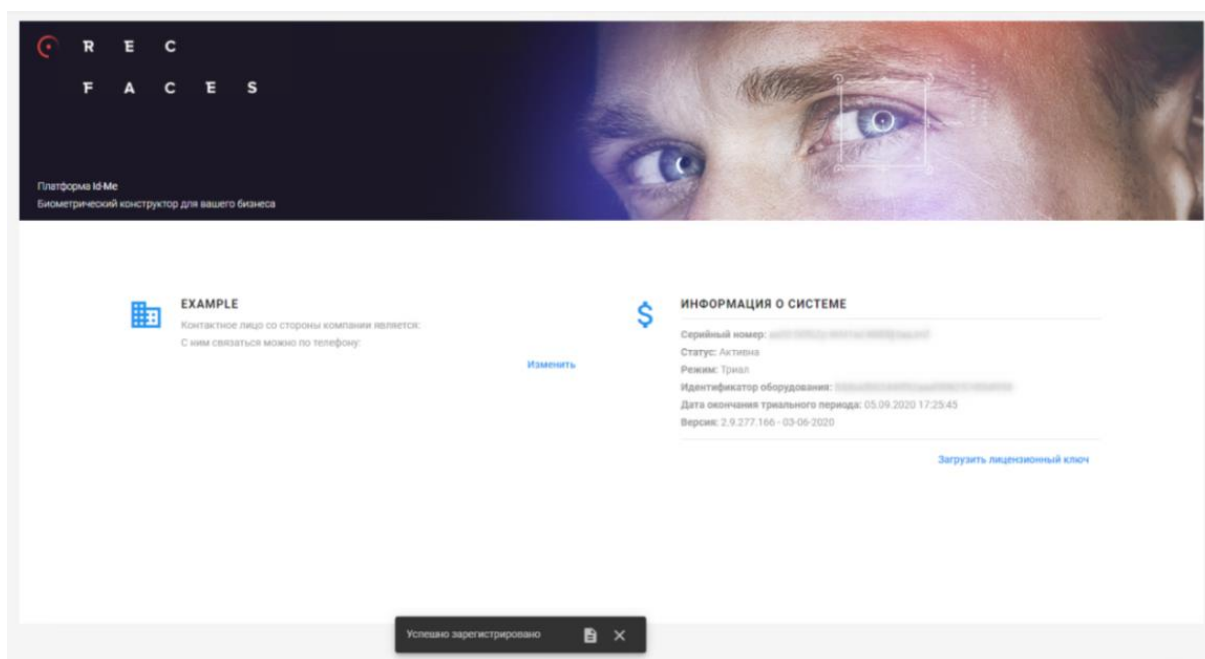 REC
FACES
Платформа Id-Me
Биометрический конструктор для вашего бизнеса
EXAMPLE
Контактное лицо со стороны компании является:
С ним связаться можно по телефону:
Изменить
ИНФОРМАЦИЯ О СИСТЕМЕ
Серийный номер:
Статус: Активна
Режим: Триал
Идентификатор оборудования:
Дата окончания триального периода: 05.09.2020 17:25:45
Версия: 2.9.277.166 - 03-06-2020
Загрузить лицензионный ключ
Успешно зарегистрировано